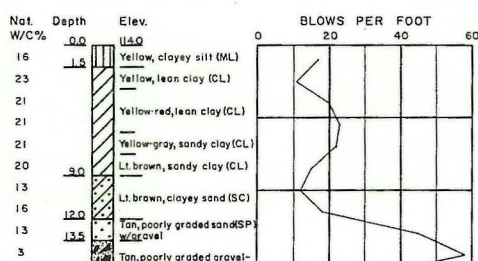 Nat. Depth Elev. BLOWS PER FOOT
W/C% 0.0 114.0 0 20 40 60
16 Yellow, clayey silt (ML)
1.5
23 Yellow, lean clay (CL)
21
Yellow-red, lean clay (CL)
21
21 Yellow-gray, sandy clay (CL)
20 Lt. brown, sandy clay (CL)
9.0
13
Lt. brown, clayey sand (SC)
16
12.0
13 Tan, poorly graded sand (SP)
13.5 w/gravel
3 Tan, poorly graded gravel-